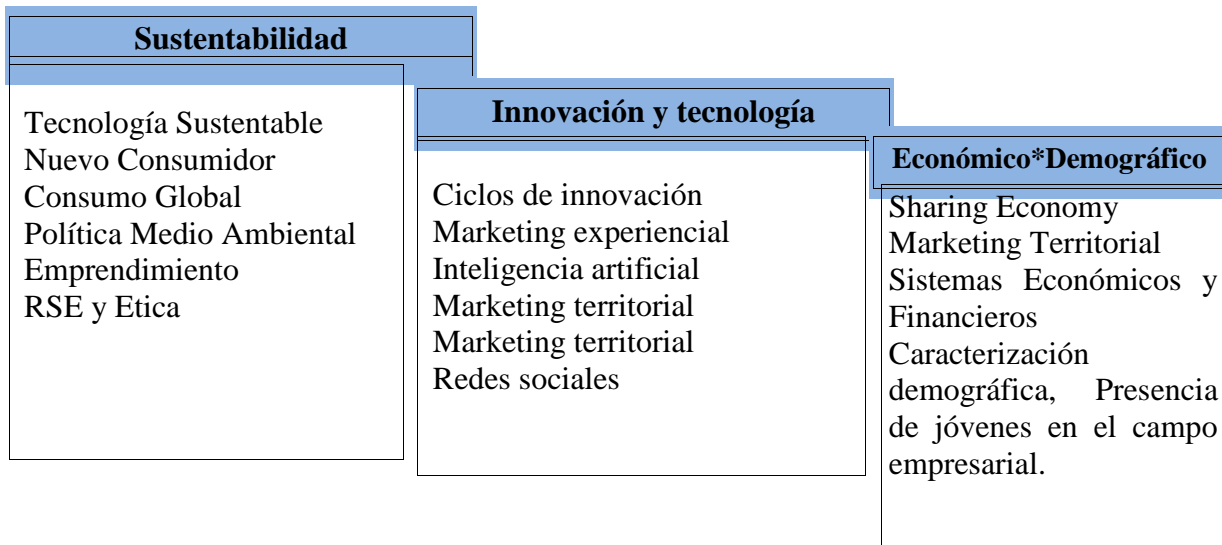 Sustentabilidad
Tecnología Sustentable
Nuevo Consumidor
Consumo Global
Política Medio Ambiental
Emprendimiento
RSE y Etica
Innovación y tecnología
Ciclos de innovación
Marketing experiencial
Inteligencia artificial
Marketing territorial
Marketing territorial
Redes sociales
Económico*Demográfico
Sharing Economy
Marketing Territorial
Sistemas Económicos y
Financieros
Caracterización
demográfica, Presencia
de jóvenes en el campo
empresarial.